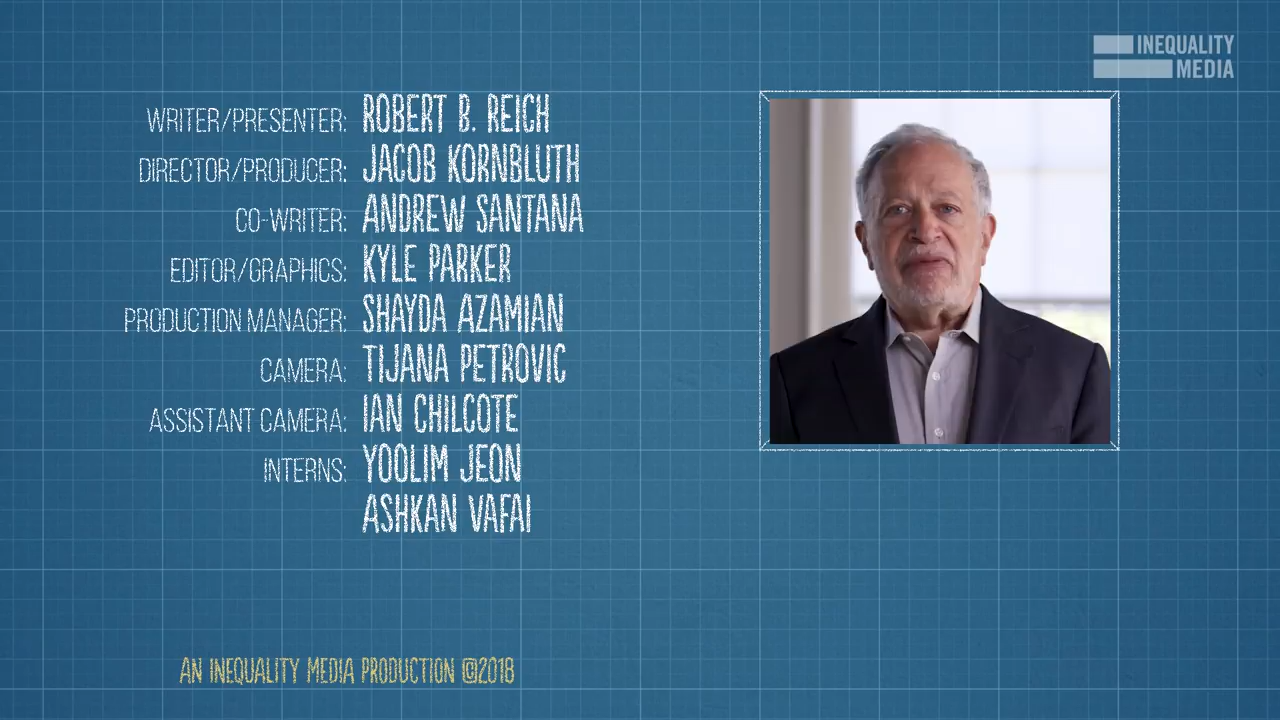 INEQUALITY
MEDIA
WRITER/PRESENTER: ROBERT B. REICH
DIRECTOR/PRODUCER: JACOB KORNBLUTH
CO-WRITER: ANDREW SANTANA
EDITOR/GRAPHICS: KYLE PARKER
PRODUCTION MANAGER: SHAYDA AZAMIAN
CAMERA: TIJANA PETROVIC
ASSISTANT CAMERA: IAN CHILCOTE
INTERNS: YOOLIM JEON
ASHKAN VAFAI
AN INEQUALITY MEDIA PRODUCTION @2018